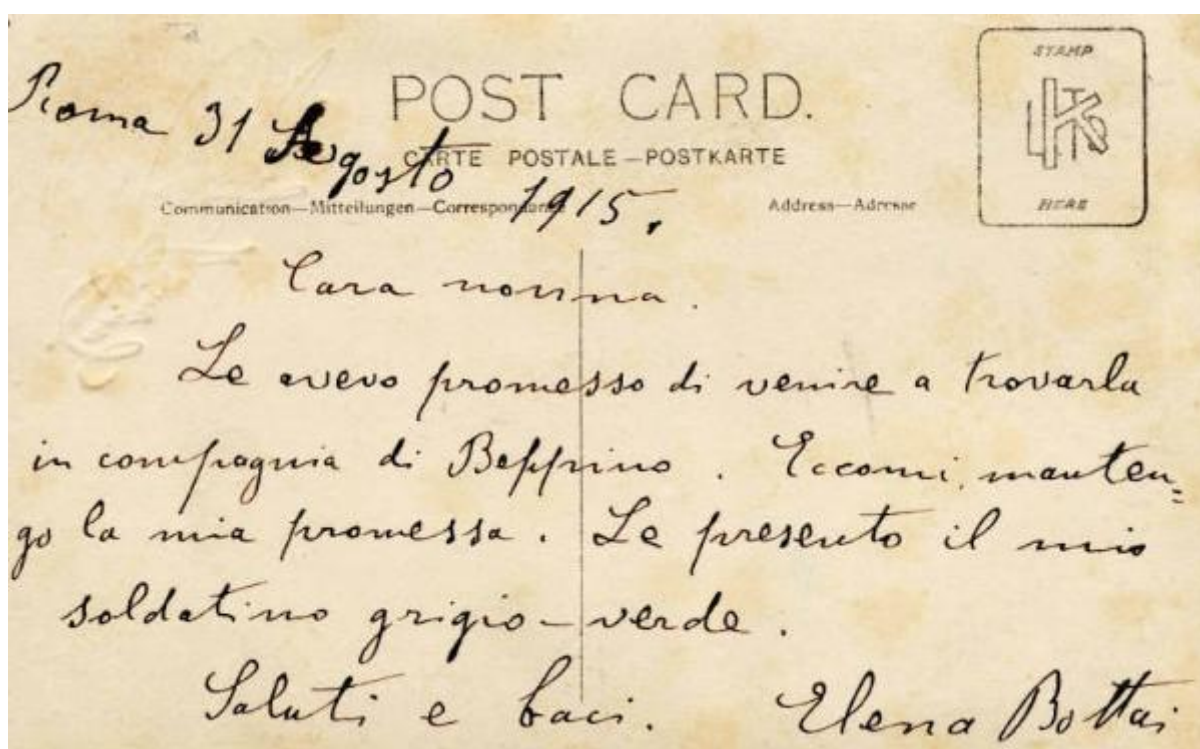 STAMP
POST CARD.
Roma 31 Agosto 1915.
CARTE POSTALE – POSTKARTE
Communication—Mitteilungen—Correspondance
Address—Adresse
HERE
Cara nonna.
Le avevo promesso di venire a trovarla
in compagnia di Beppino. Eccomi, manten=
go la mia promessa. Le presento il mio
soldatino grigio-verde.
Saluti e baci. Elena Bottai